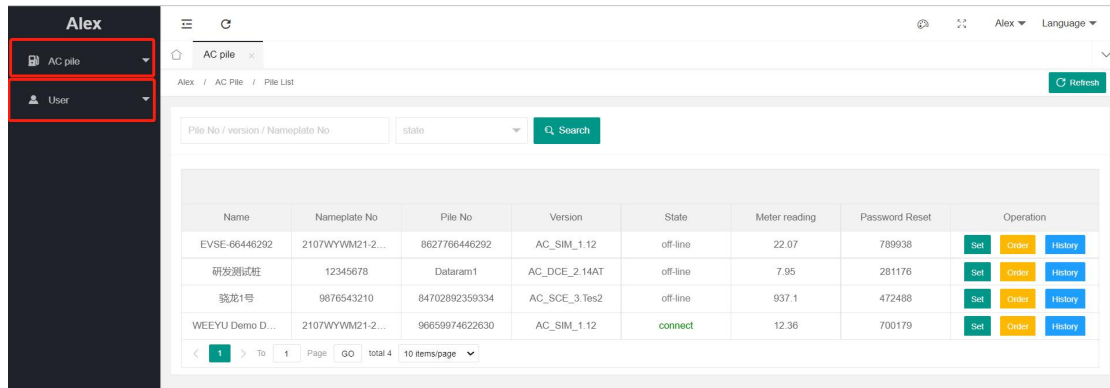 Alex
AC pile
User
Alex Language
AC pile ×
Alex / AC Pile / Pile List
Refresh
Pile No / version / Nameplate No state Search
Name Nameplate No Pile No Version State Meter reading Password Reset Operation
EVSE-66446292 2107WYWM21-2... 8627766446292 AC_SIM_1.12 off-line 22.07 789938 Set Order History
研发测试桩 12345678 Dataram1 AC_DCE_2.14AT off-line 7.95 281176 Set Order History
骁龙1号 9876543210 84702892359334 AC_SCE_3.Tes2 off-line 937.1 472488 Set Order History
WEEYU Demo D... 2107WYWM21-2... 96659974622630 AC_SIM_1.12 connect 12.36 700179 Set Order History
< 1 > To 1 Page GO total 4 10 items/page